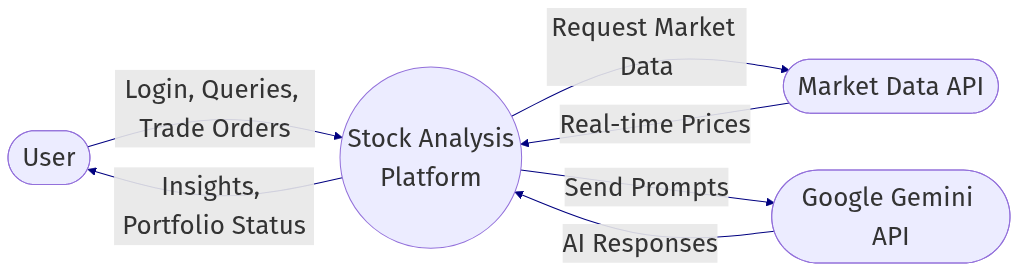 User
Login, Queries,
Trade Orders
Insights,
Portfolio Status
Stock Analysis
Platform
Request Market
Data
Real-time Prices
Send Prompts
AI Responses
Market Data API
Google Gemini
API